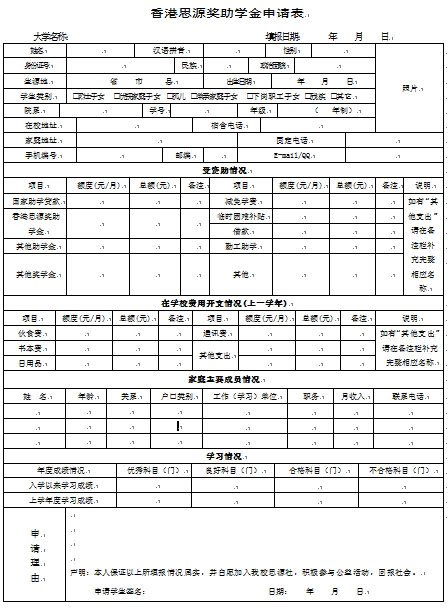 香港思源奖助学金申请表
大学名称: 填报日期: 年 月 日
姓名 汉语拼音 性别
身份证号 民族 政治面貌
生源地 省 市 县 出生日期 年 月 日 照片
学生类别 □烈士子女 □优抚家庭子女 □孤儿 □单亲家庭子女 □下岗职工子女 □残疾 □其它
院系 学号 年级 ( 年制)
在校地址 宿舍电话
家庭地址 固定电话
手机编号 邮编 E-mail/QQ
受资助情况
项目 额度(元/月) 总额(元) 备注 项目 额度(元/月) 总额(元) 备注 说明
国家助学贷款 减免学费 如有“其
香港思源奖助 临时困难补贴 他支出”
学金 借款 请在备
其他助学金 勤工助学 注栏补
充完整
其他奖学金 其他 相应名
称
在学校费用开支情况(上一学年)
项目 额度(元/月) 总额(元) 备注 项目 额度(元/月) 总额(元) 备注 说明
伙食费 通讯费 如有“其他支出”
书本费 其他支出 请在备注栏补充
日用品 完整相应名称
家庭主要成员情况
姓 名 年龄 关系 户口类别 工作(学习)单位 职务 月收入 联系电话
学习情况
年度成绩情况 优秀科目(门) 良好科目(门) 合格科目(门) 不合格科目(门)
入学以来学习成绩
上学年度学习成绩
申
请
理
由
声明:本人保证以上所填报情况属实,并自愿加入我校思源社,积极参与公益活动,回报社会。
申请学生签名: 日期: 年 月 日